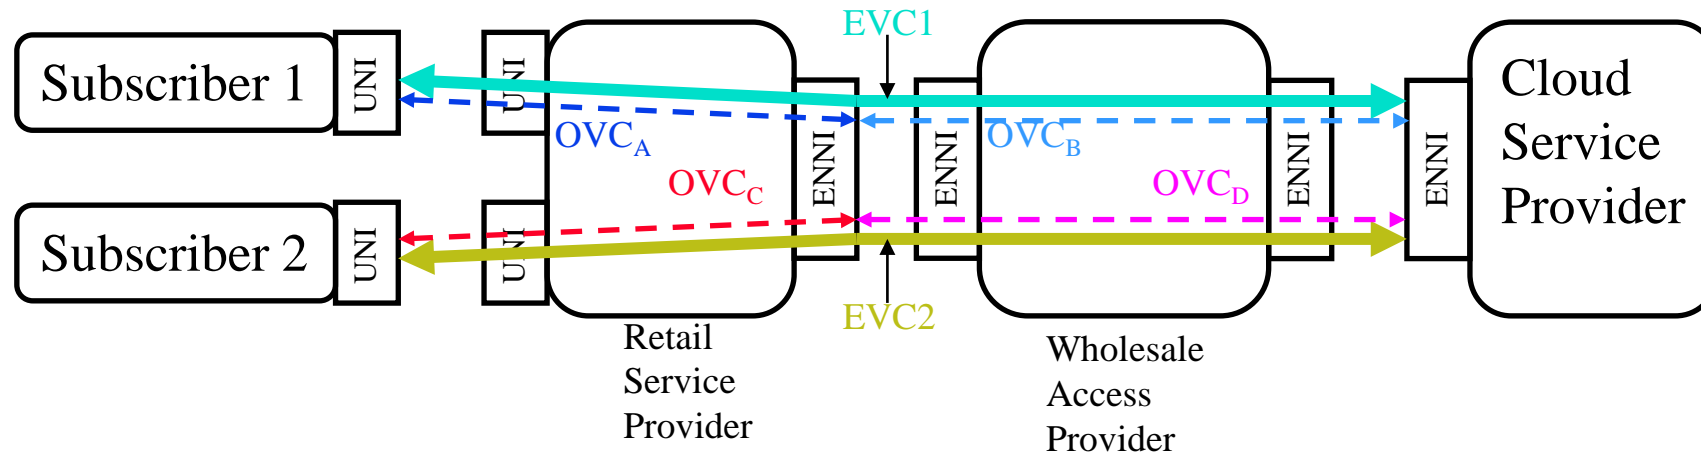 EVC1
Subscriber 1
UNI
UNI
Cloud
Service
Provider
OVCA
OVCB
ENNI
ENNI
ENNI
ENNI
OVCC
OVCD
Subscriber 2
UNI
UNI
EVC2
Retail
Service
Provider
Wholesale
Access
Provider